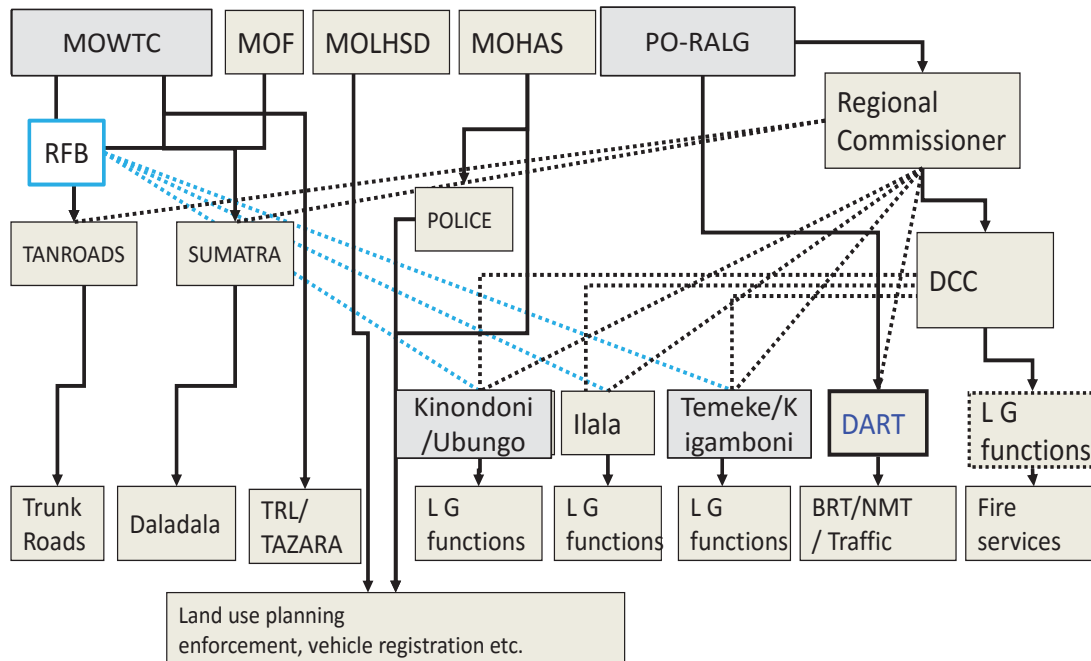 MOWTC
MOF
MOLHSD
MOHAS
PO-RALG
Regional
Commissioner
RFB
POLICE
TANROADS
SUMATRA
DCC
Kinondoni
/Ubungo
Ilala
Temeke/K
igamboni
DART
L G
functions
Trunk
Roads
Daladala
TRL/
TAZARA
L G
functions
L G
functions
L G
functions
BRT/NMT
/ Traffic
Fire
services
Land use planning
enforcement, vehicle registration etc.